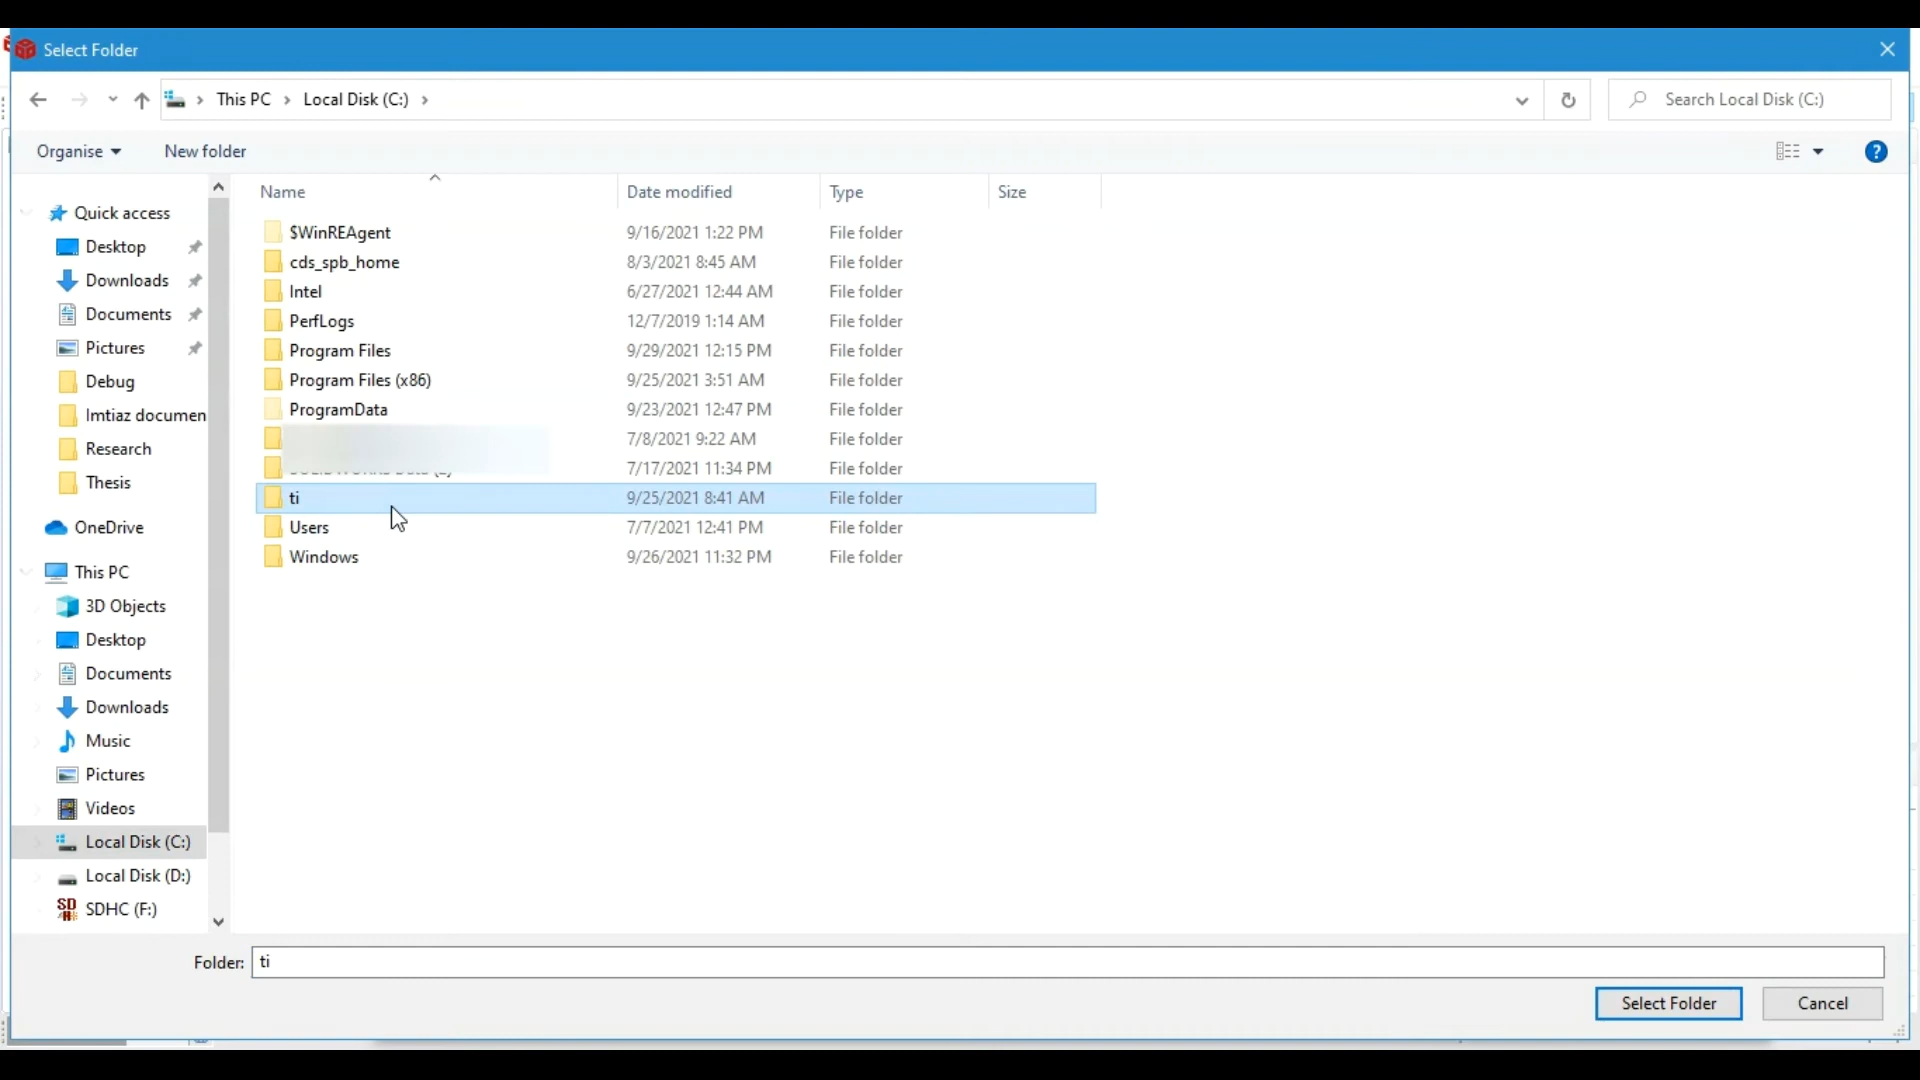 Select Folder
This PC > Local Disk (C:) >
Search Local Disk (C:)
Organise
New folder
?
Name
Date modified
Type
Size
Quick access
Desktop
Downloads
Documents
Pictures
Debug
Imtiaz documen
Research
Thesis
OneDrive
This PC
3D Objects
Desktop
Documents
Downloads
Music
Pictures
Videos
Local Disk (C:)
Local Disk (D:)
SDHC (F:)
$WinREAgent 9/16/2021 1:22 PM File folder
cds_spb_home 8/3/2021 8:45 AM File folder
Intel 6/27/2021 12:44 AM File folder
PerfLogs 12/7/2019 1:14 AM File folder
Program Files 9/29/2021 12:15 PM File folder
Program Files (x86) 9/25/2021 3:51 AM File folder
ProgramData 9/23/2021 12:47 PM File folder
7/8/2021 9:22 AM File folder
7/17/2021 11:34 PM File folder
ti 9/25/2021 8:41 AM File folder
Users 7/7/2021 12:41 PM File folder
Windows 9/26/2021 11:32 PM File folder
Folder: ti
Select Folder
Cancel